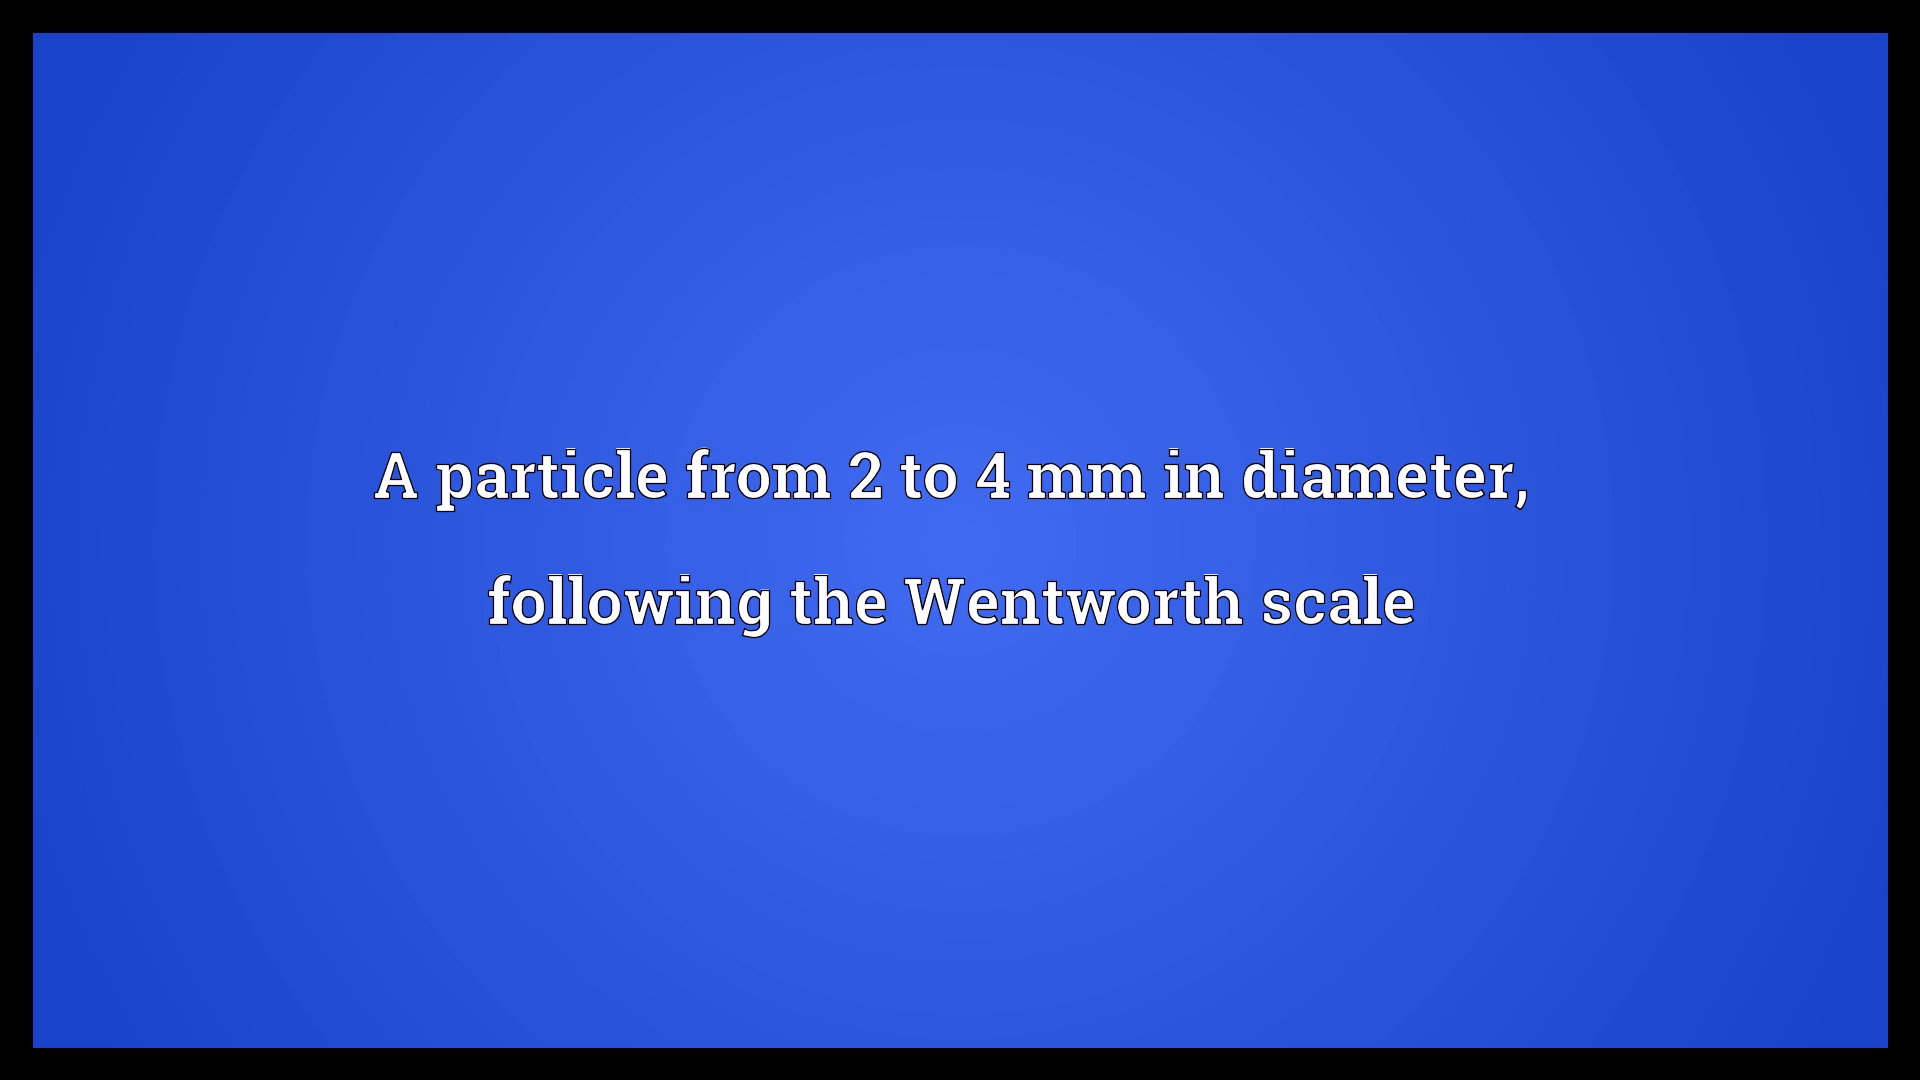 A particle from 2 to 4 mm in diameter,
following the Wentworth scale